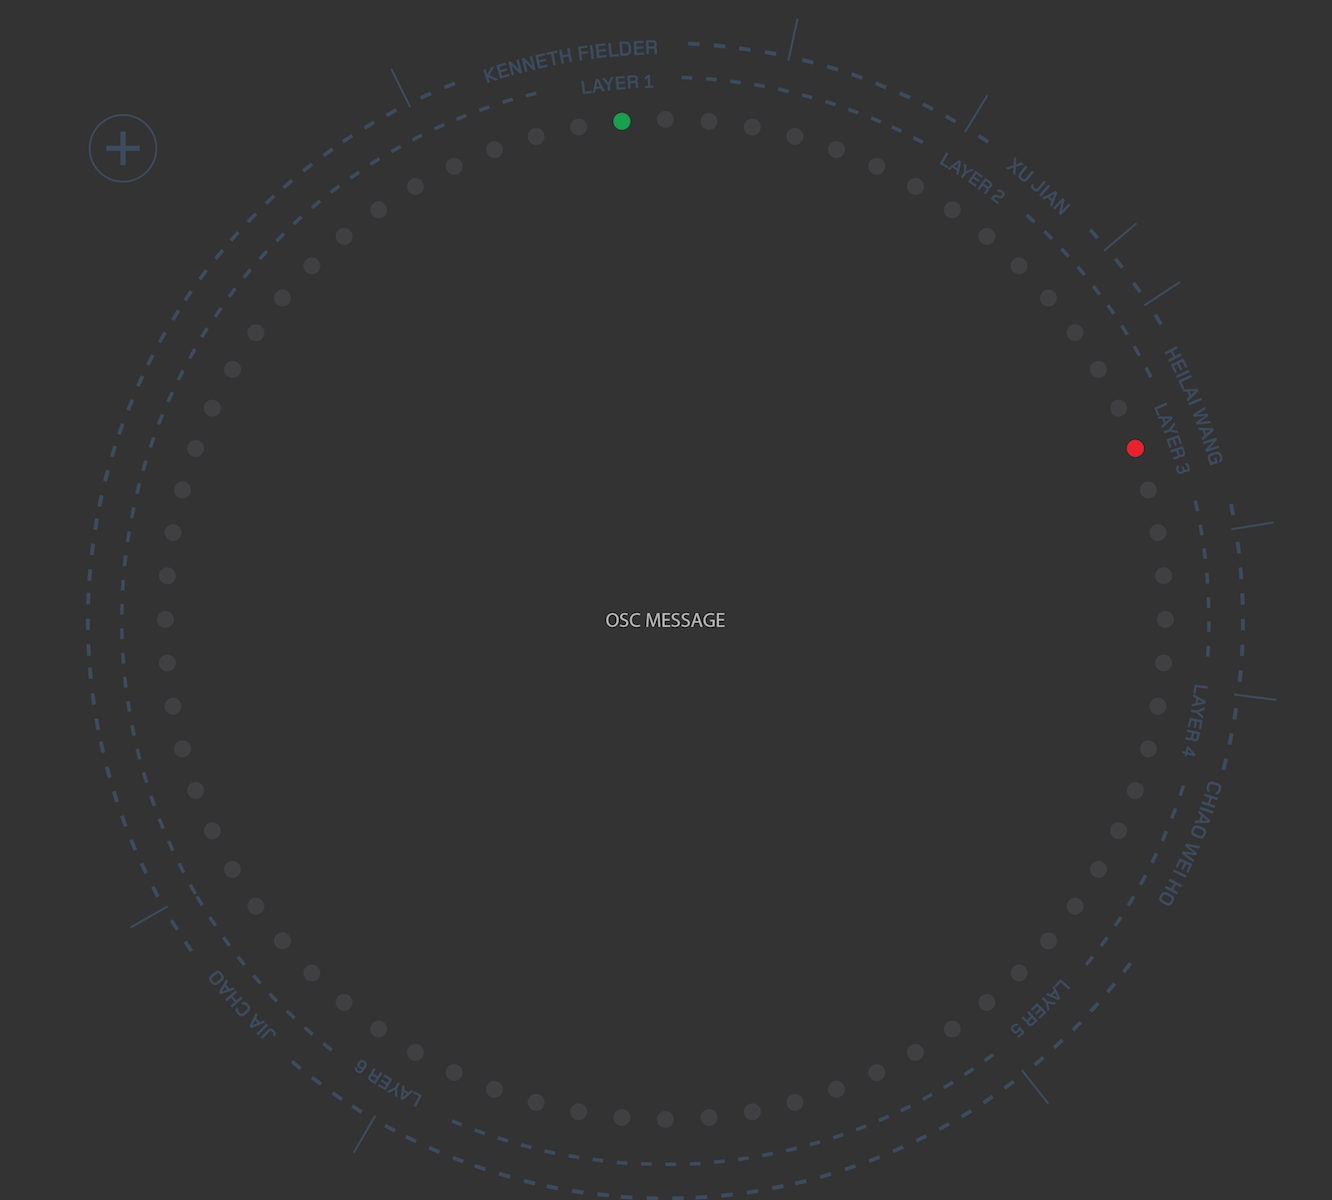 KENNETH FIELDER
LAYER 1
XU JIAN
LAYER 2
HEILAI WANG
LAYER 3
OSC MESSAGE
LAYER 4
CHIAO WEI HO
LAYER 5
JIA CHAO
LAYER 6